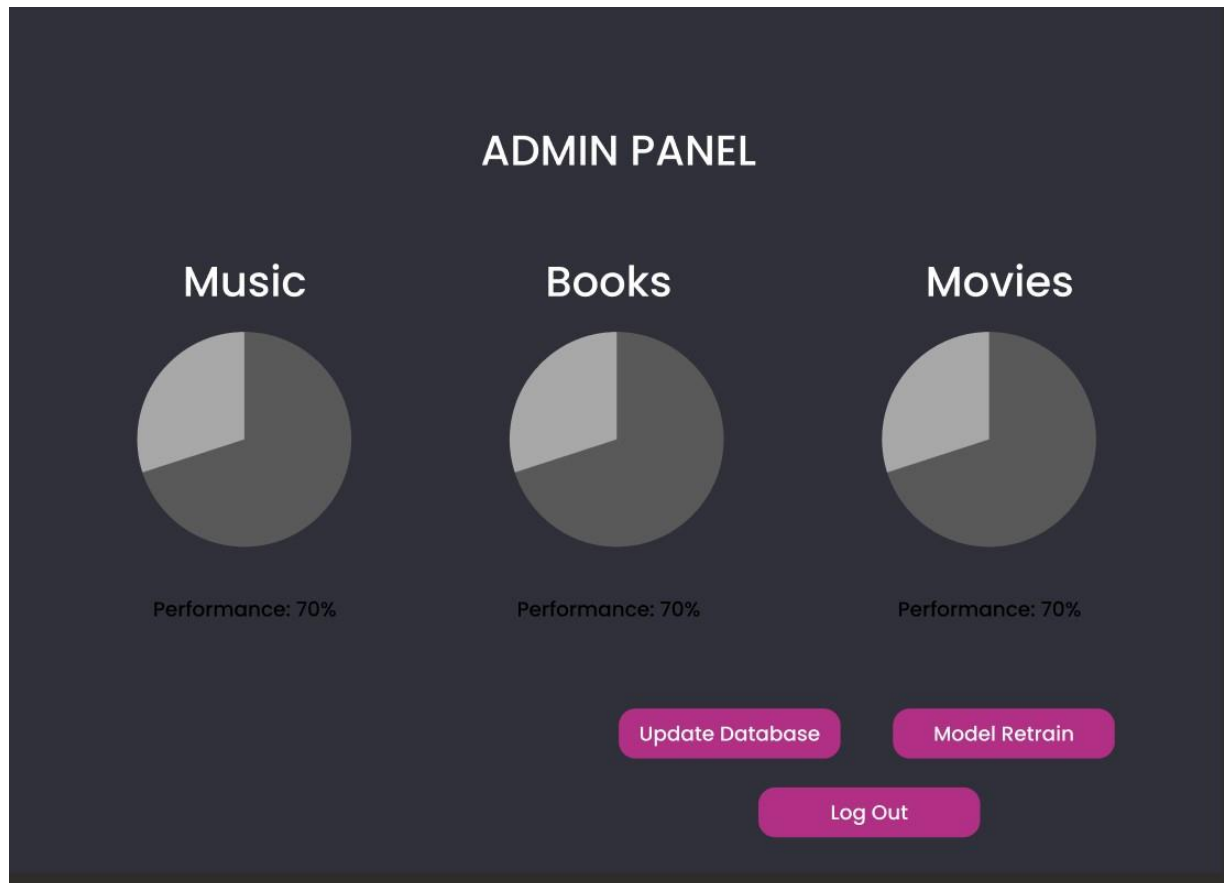 ADMIN PANEL
Music Books Movies
Performance: 70% Performance: 70% Performance: 70%
Update Database Model Retrain
Log Out